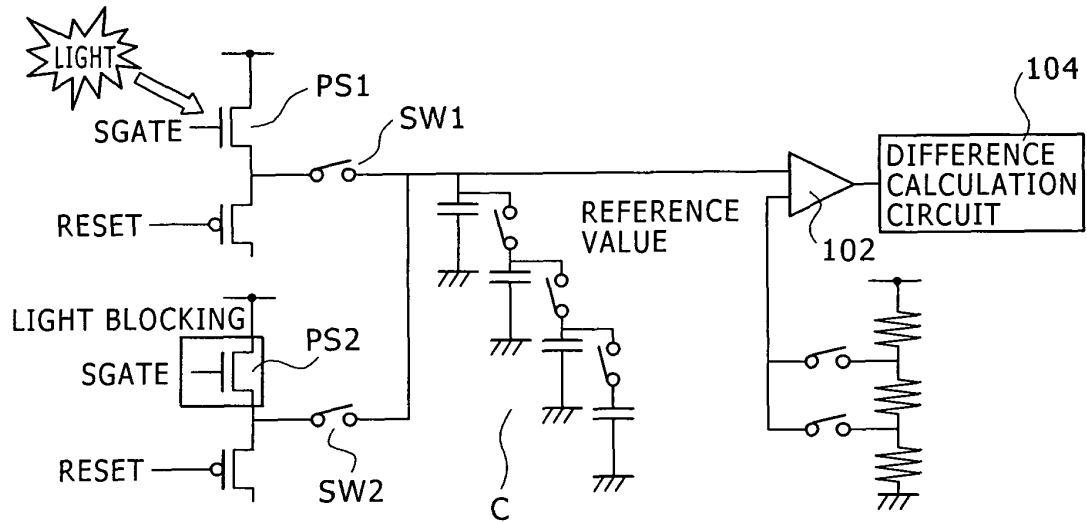 LIGHT
PS1
SGATE
SW1
RESET
104
DIFFERENCE
CALCULATION
CIRCUIT
102
REFERENCE
VALUE
LIGHT BLOCKING
PS2
SGATE
RESET
SW2
C